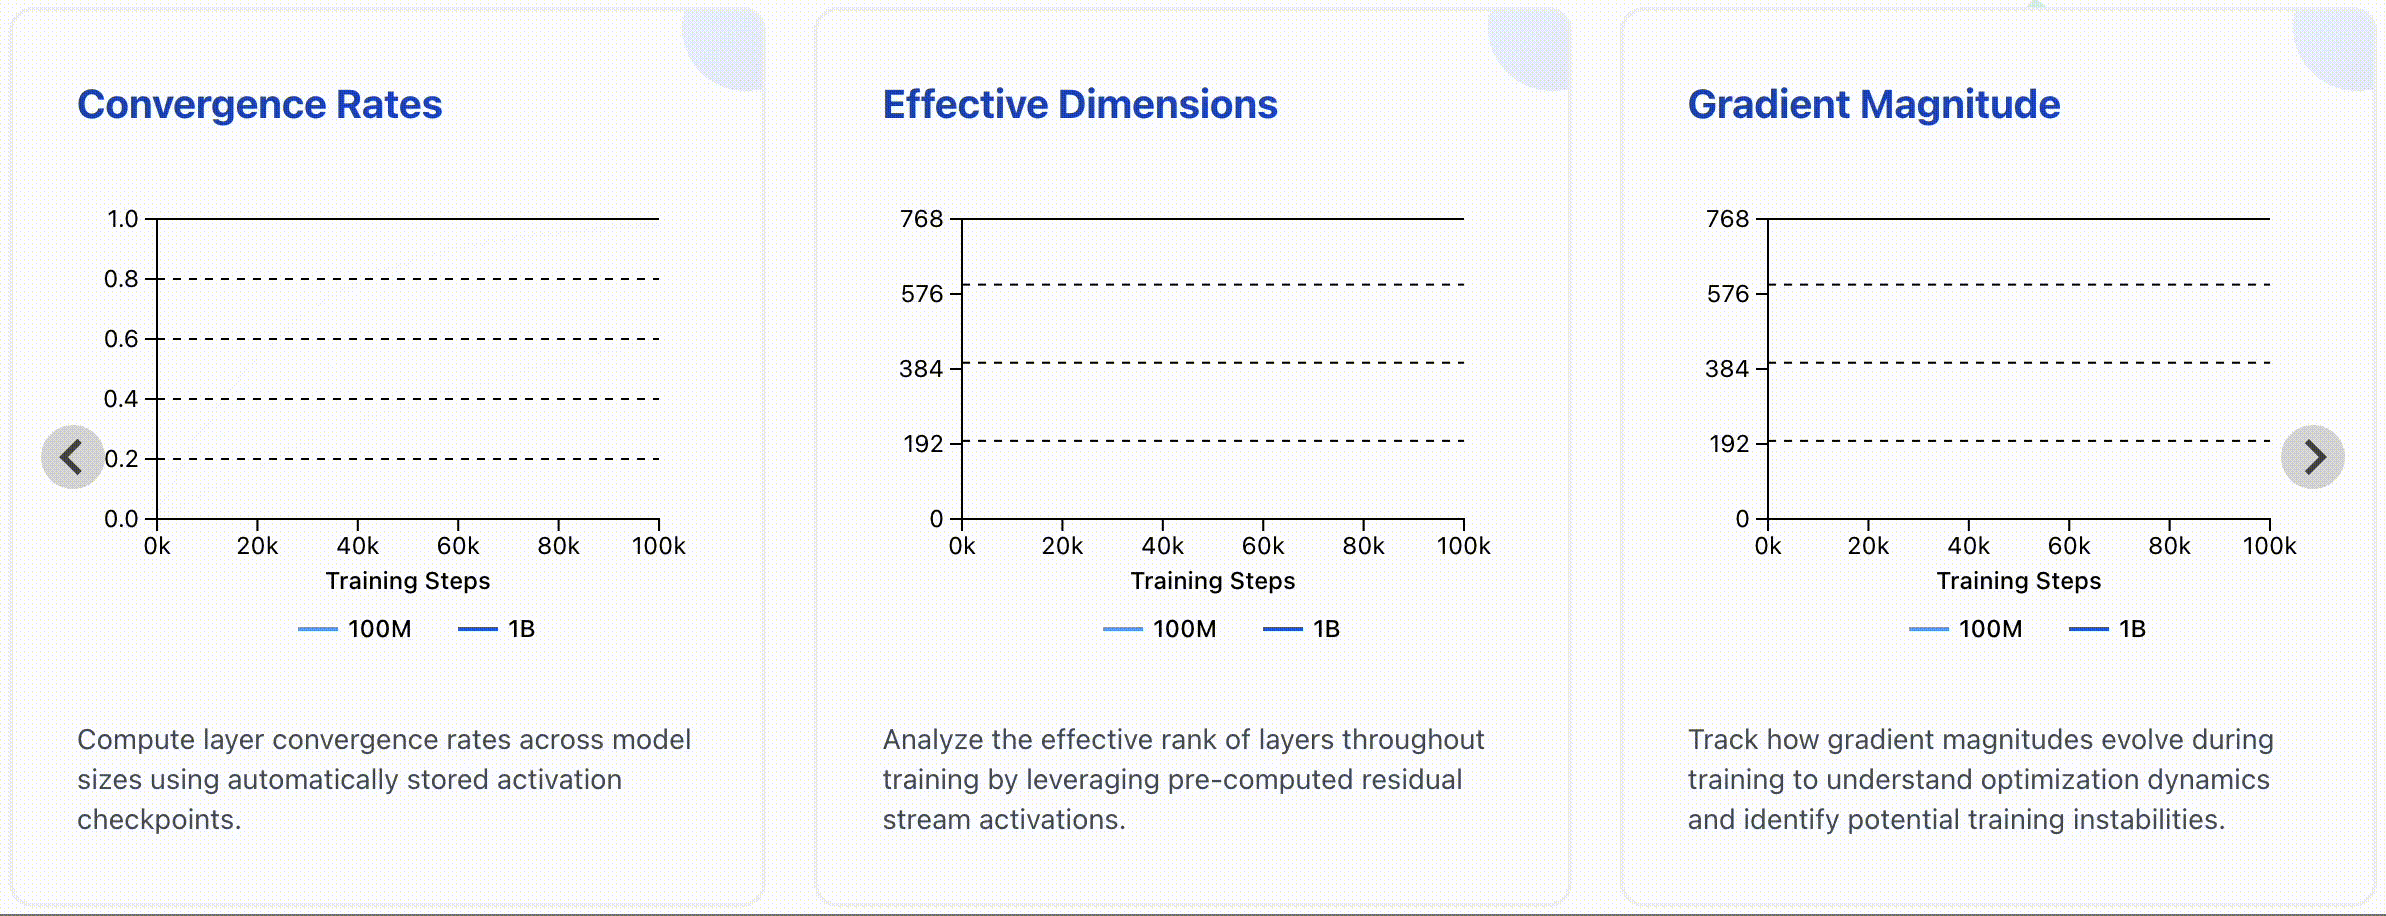 Convergence Rates
1.0
0.8
0.6
0.4
0.2
0.0
0k 20k 40k 60k 80k 100k
Training Steps
100M 1B
Compute layer convergence rates across model
sizes using automatically stored activation
checkpoints.
Effective Dimensions
768
576
384
192
0
0k 20k 40k 60k 80k 100k
Training Steps
100M 1B
Analyze the effective rank of layers throughout
training by leveraging pre-computed residual
stream activations.
Gradient Magnitude
768
576
384
192
0
0k 20k 40k 60k 80k 100k
Training Steps
100M 1B
Track how gradient magnitudes evolve during
training to understand optimization dynamics
and identify potential training instabilities.